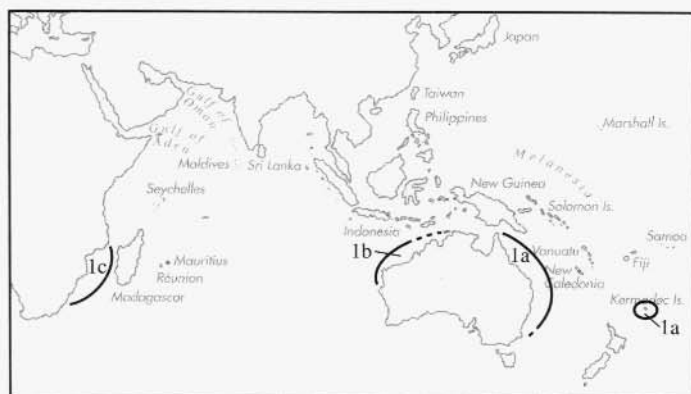 Japan
Taiwan
Philippines
Marshall Is.
Gulf of
Oman
Gulf of
Aden
Maldives
Sri Lanka
Melanesia
New Guinea
Solomon Is.
Seychelles
Indonesia
Samoa
Vanuatu
Fiji
1b
1a
1c
New
Caledonia
Mauritius
Réunion
Madagascar
Kermadec Is.
1a